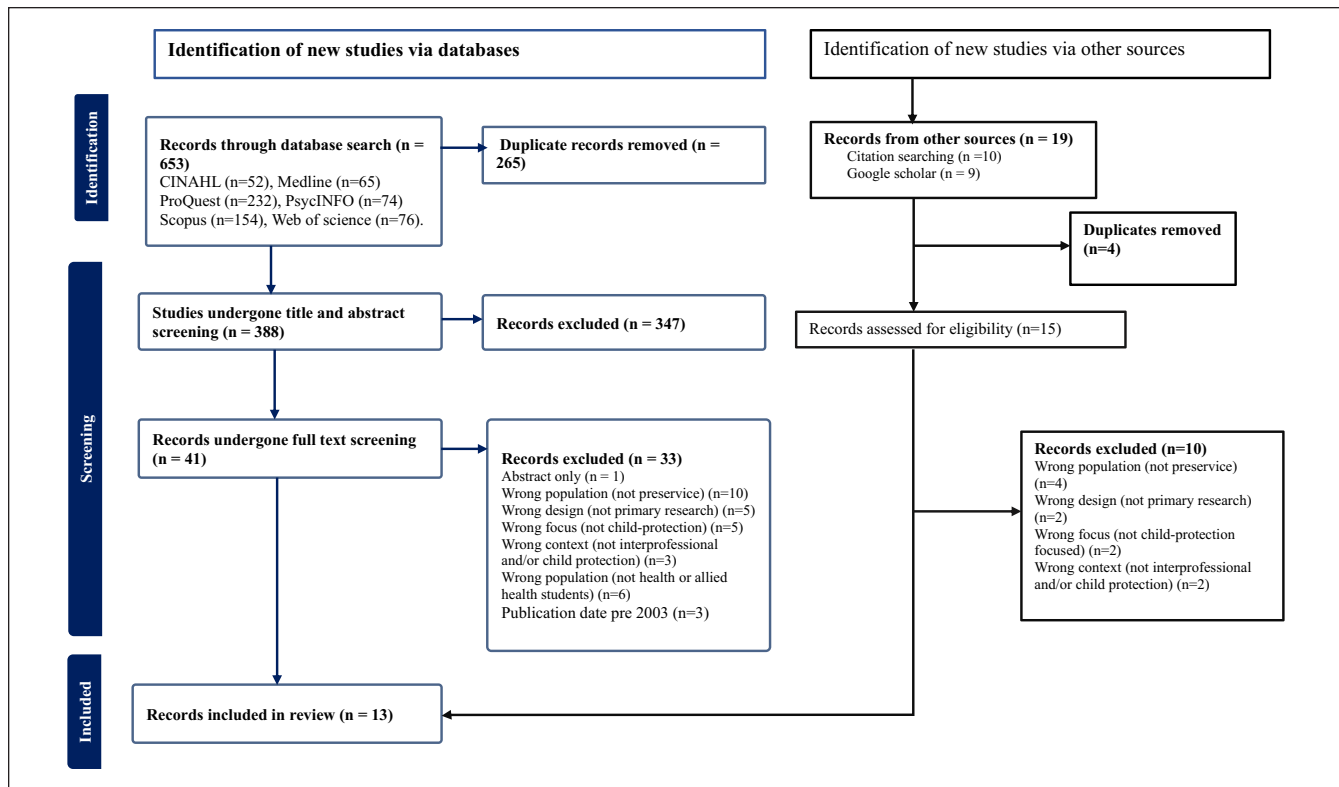 Identification of new studies via databases
Identification of new studies via other sources
Identification
Records through database search (n =
653)
CINAHL (n=52), Medline (n=65)
ProQuest (n=232), PsycINFO (n=74)
Scopus (n=154), Web of science (n=76).
Duplicate records removed (n =
265)
Records from other sources (n = 19)
Citation searching (n =10)
Google scholar (n = 9)
Duplicates removed
(n=4)
Screening
Studies undergone title and abstract
screening (n = 388)
Records excluded (n = 347)
Records assessed for eligibility (n=15)
Records undergone full text screening
(n = 41)
Records excluded (n = 33)
Abstract only (n = 1)
Wrong population (not preservice) (n=10)
Wrong design (not primary research) (n=5)
Wrong focus (not child-protection) (n=5)
Wrong context (not interprofessional
and/or child protection) (n=3)
Wrong population (not health or allied
health students) (n=6)
Publication date pre 2003 (n=3)
Records excluded (n=10)
Wrong population (not preservice)
(n=4)
Wrong design (not primary research)
(n=2)
Wrong focus (not child-protection
focused) (n=2)
Wrong context (not interprofessional
and/or child protection) (n=2)
Included
Records included in review (n = 13)